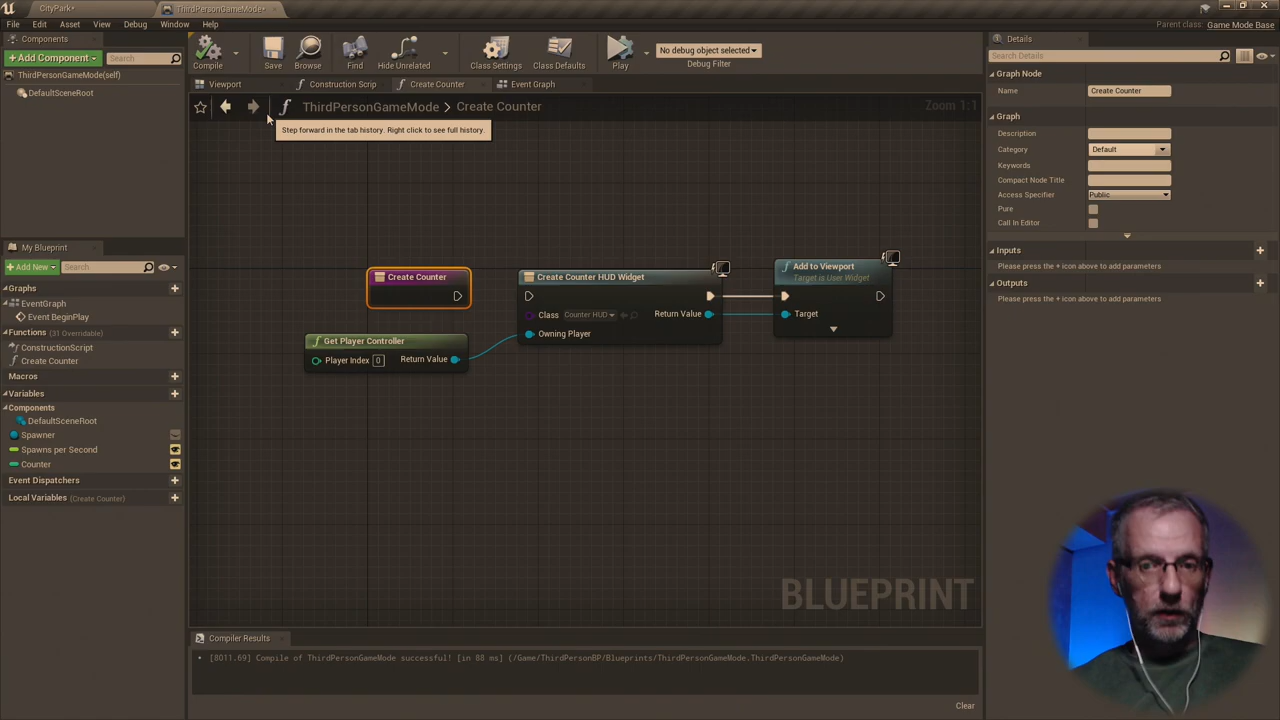 CityPark*
ThirdPersonGameMode*
File Edit Asset View Debug Window Help
Parent class: Game Mode Base
Components
Add Component
Search
ThirdPersonGameMode(self)
DefaultSceneRoot
Compile
Save
Browse
Find
Hide Unrelated
Class Settings
Class Defaults
Play
No debug object selected
Debug Filter
Viewport
Construction Scrip
Create Counter
Event Graph
ThirdPersonGameMode > Create Counter
Zoom 1:1
Step forward in the tab history. Right click to see full history.
My Blueprint
Add New
Search
Graphs
EventGraph
Event BeginPlay
Functions (31 Overridable)
ConstructionScript
Create Counter
Macros
Variables
Components
DefaultSceneRoot
Spawner
Spawns per Second
Counter
Event Dispatchers
Local Variables (Create Counter)
Create Counter
Get Player Controller
Player Index 0
Return Value
Create Counter HUD Widget
Class Counter HUD
Return Value
Owning Player
Add to Viewport
Target is User Widget
Target
BLUEPRINT
Compiler Results
[8011.69] Compile of ThirdPersonGameMode successful! [in 88 ms] (/Game/ThirdPersonBP/Blueprints/ThirdPersonGameMode.ThirdPersonGameMode)
Clear
Details
Search Details
Graph Node
Name Create Counter
Graph
Description
Category Default
Keywords
Compact Node Title
Access Specifier Public
Pure
Call In Editor
Inputs
Please press the + icon above to add parameters
Outputs
Please press the + icon above to add parameters